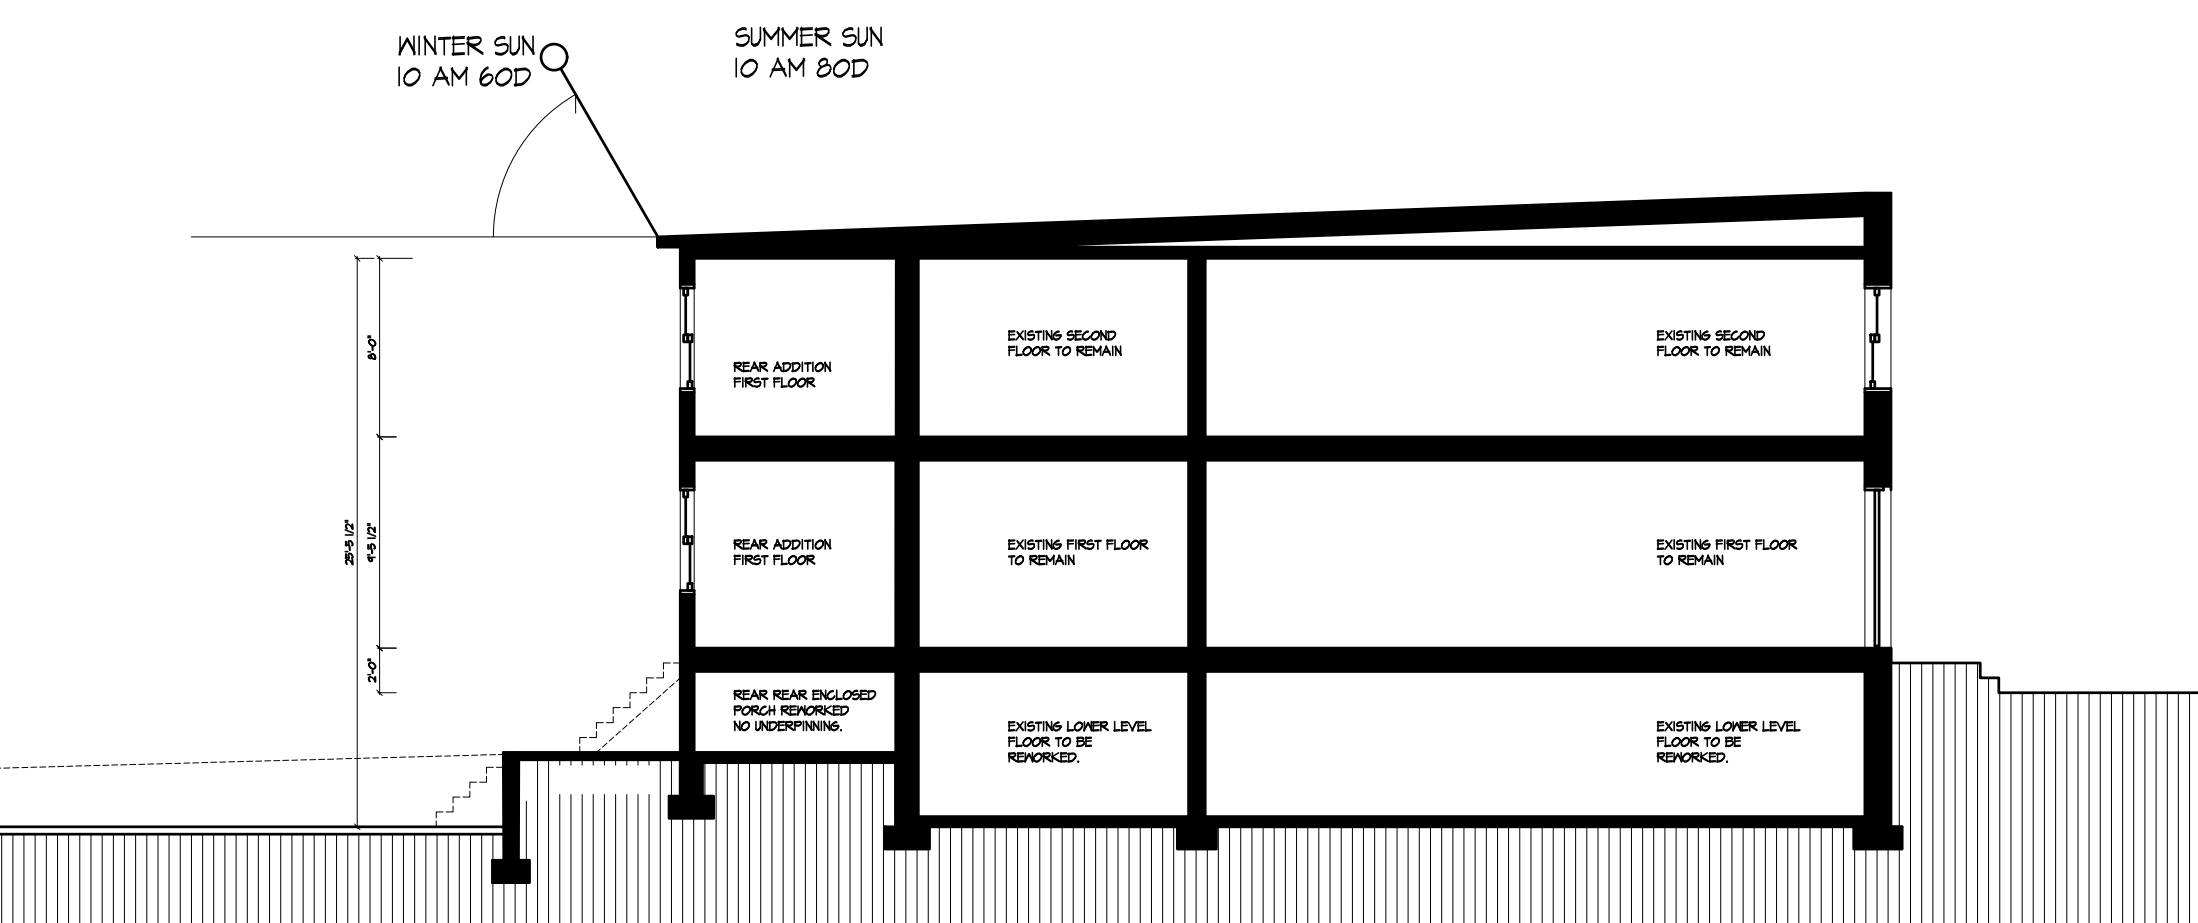 WINTER SUN
10 AM 60D
SUMMER SUN
10 AM 80D
8'-0"
25'-5 1/2"
9'-5 1/2"
2'-0"
REAR ADDITION
FIRST FLOOR
EXISTING SECOND
FLOOR TO REMAIN
EXISTING SECOND
FLOOR TO REMAIN
REAR ADDITION
FIRST FLOOR
EXISTING FIRST FLOOR
TO REMAIN
EXISTING FIRST FLOOR
TO REMAIN
REAR REAR ENCLOSED
PORCH REWORKED
NO UNDERPINNING.
EXISTING LOWER LEVEL
FLOOR TO BE
REWORKED.
EXISTING LOWER LEVEL
FLOOR TO BE
REWORKED.